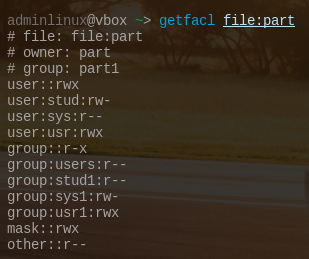 adminlinux@vbox ~> getfacl file:part
# file: file:part
# owner: part
# group: part1
user::rwx
user:stud:rw-
user:sys:r--
user:usr:rwx
group::r-x
group:users:r--
group:stud1:r--
group:sys1:rw-
group:usr1:rwx
mask::rwx
other::r--